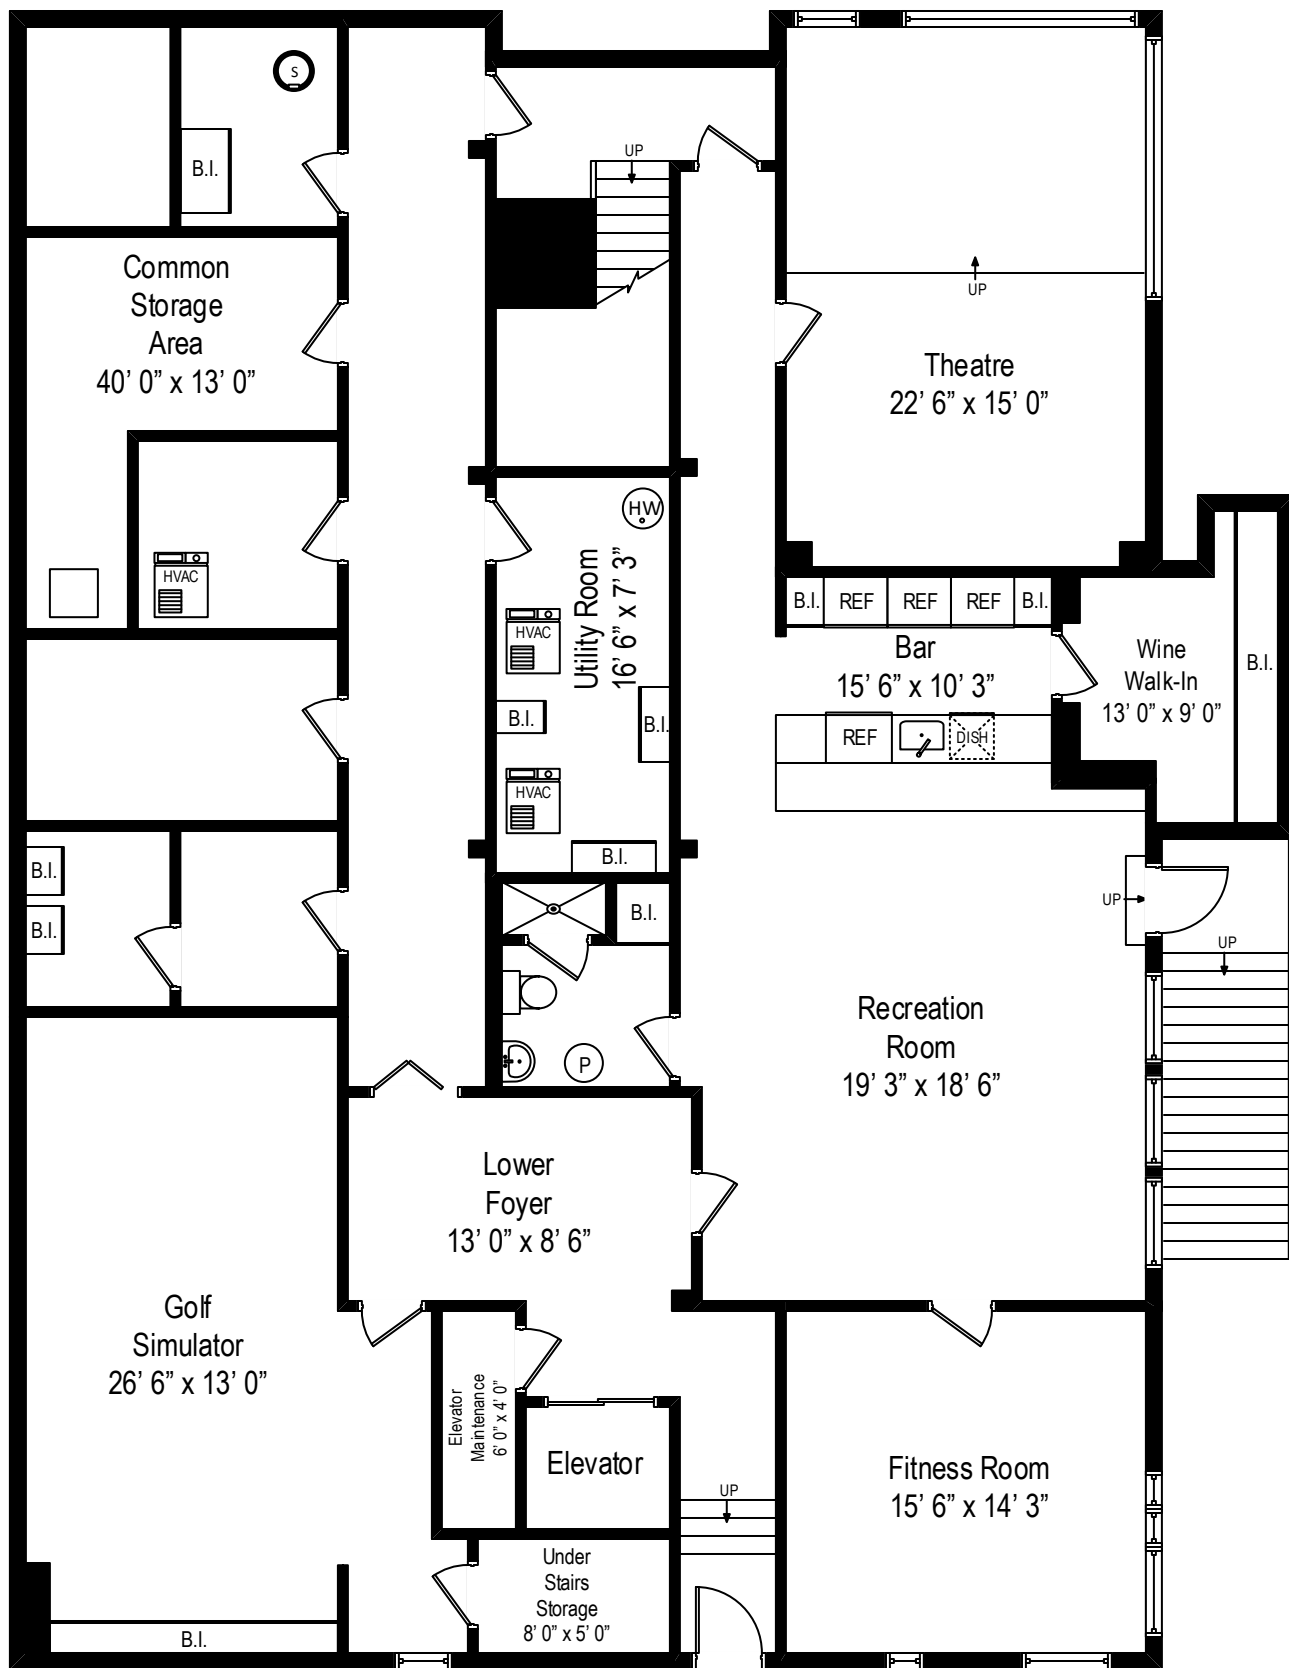 S
B.I.
UP
Common
Storage
Area
40' 0" x 13' 0"
UP
Theatre
22' 6" x 15' 0"
HW
HVAC
Utility Room
16' 6" x 7' 3"
HVAC
B.I.
B.I.
HVAC
B.I.
B.I. REF REF REF B.I.
Bar
15' 6" x 10' 3"
REF DISH
Wine
Walk-In
13' 0" x 9' 0"
B.I.
B.I.
B.I.
B.I.
UP
UP
P
Recreation
Room
19' 3" x 18' 6"
Lower
Foyer
13' 0" x 8' 6"
Golf
Simulator
26' 6" x 13' 0"
Elevator
Maintenance
6' 0" x 4' 0"
Elevator
UP
Fitness Room
15' 6" x 14' 3"
Under
Stairs
Storage
8' 0" x 5' 0"
B.I.